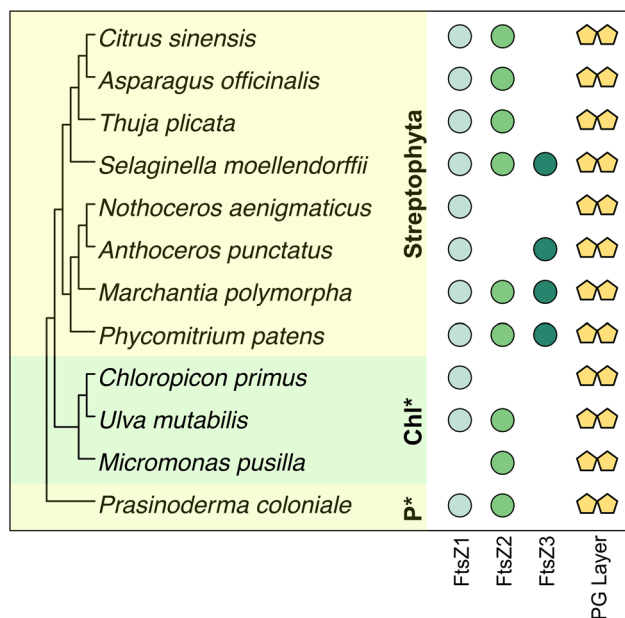 Citrus sinensis
Asparagus officinalis
Thuja plicata
Selaginella moellendorffii
Nothoceros aenigmaticus
Anthoceros punctatus
Marchantia polymorpha
Phycomitrium patens
Chloropicon primus
Ulva mutabilis
Micromonas pusilla
Prasinoderma coloniale
Streptophyta
Chl*
P*
FtsZ1
FtsZ2
FtsZ3
PG Layer